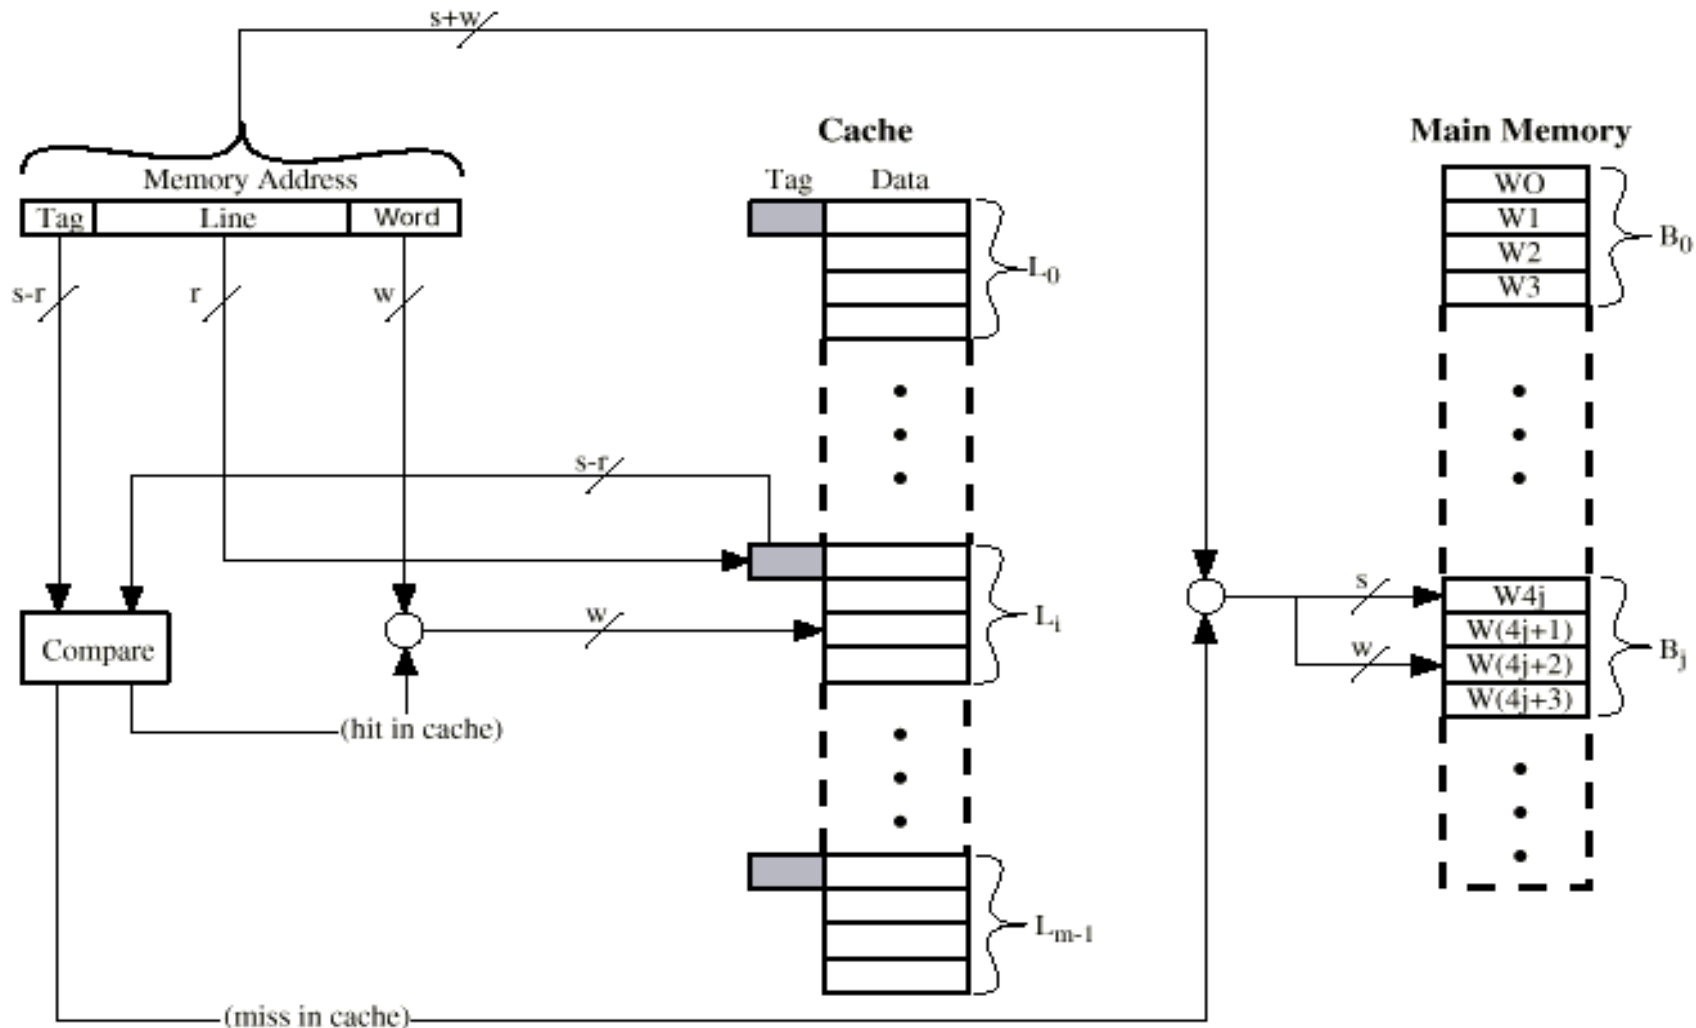 s+w
Cache
Main Memory
Memory Address
Tag Data
Tag Line Word
WO
W1
W2
W3
B0
L0
s-r
r
w
s-r
w
Li
s
w
W4j
W(4j+1)
W(4j+2)
W(4j+3)
Bj
Compare
(hit in cache)
Lm-1
(miss in cache)